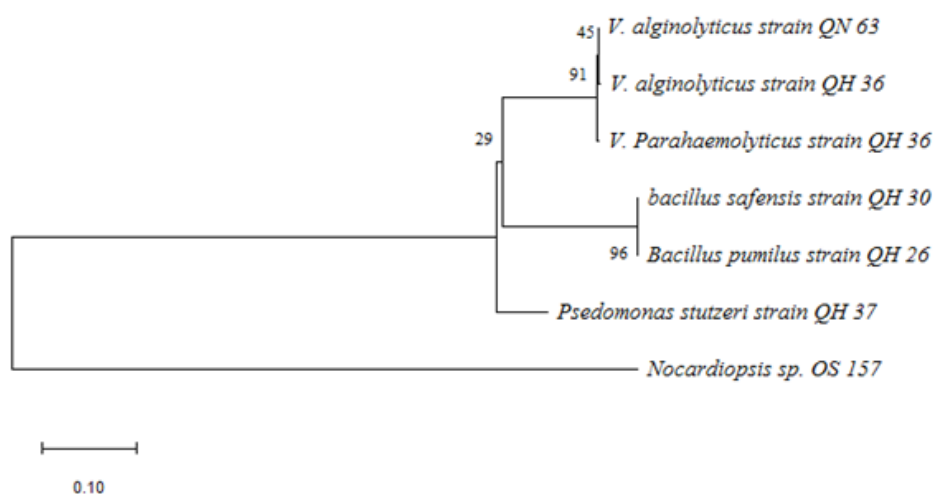 45 V. alginolyticus strain QN 63
91 V. alginolyticus strain QH 36
29 V. Parahaemolyticus strain QH 36
bacillus safensis strain QH 30
96 Bacillus pumilus strain QH 26
Psedomonas stutzeri strain QH 37
Nocardiopsis sp. OS 157
0.10